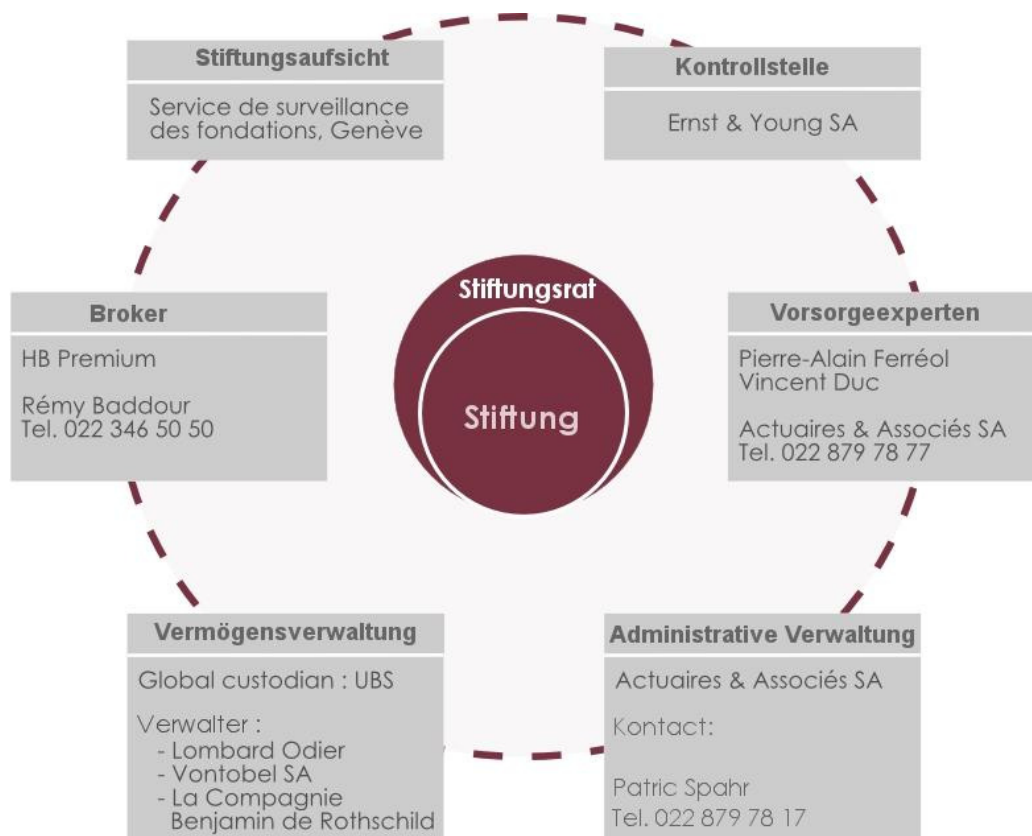 Stiftungsaufsicht
Service de surveillance
des fondations, Genève
Kontrollstelle
Ernst & Young SA
Stiftungsrat
Stiftung
Broker
HB Premium
Rémy Baddour
Tel. 022 346 50 50
Vorsorgeexperten
Pierre-Alain Ferréol
Vincent Duc
Actuaires & Associés SA
Tel. 022 879 78 77
Vermögensverwaltung
Global custodian : UBS
Verwalter :
- Lombard Odier
- Vontobel SA
- La Compagnie
Benjamin de Rothschild
Administrative Verwaltung
Actuaires & Associés SA
Kontact:
Patric Spahr
Tel. 022 879 78 17